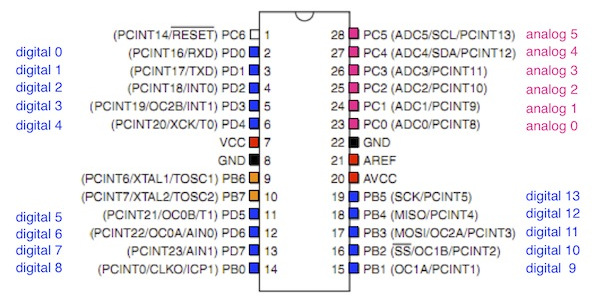 (PCINT14/RESET) PC6 1 28 PC5 (ADC5/SCL/PCINT13) analog 5
digital 0 (PCINT16/RXD) PD0 2 27 PC4 (ADC4/SDA/PCINT12) analog 4
digital 1 (PCINT17/TXD) PD1 3 26 PC3 (ADC3/PCINT11) analog 3
digital 2 (PCINT18/INT0) PD2 4 25 PC2 (ADC2/PCINT10) analog 2
digital 3 (PCINT19/OC2B/INT1) PD3 5 24 PC1 (ADC1/PCINT9) analog 1
digital 4 (PCINT20/XCK/T0) PD4 6 23 PC0 (ADC0/PCINT8) analog 0
VCC 7 22 GND
GND 8 21 AREF
(PCINT6/XTAL1/TOSC1) PB6 9 20 AVCC
(PCINT7/XTAL2/TOSC2) PB7 10 19 PB5 (SCK/PCINT5) digital 13
digital 5 (PCINT21/OC0B/T1) PD5 11 18 PB4 (MISO/PCINT4) digital 12
digital 6 (PCINT22/OC0A/AIN0) PD6 12 17 PB3 (MOSI/OC2A/PCINT3) digital 11
digital 7 (PCINT23/AIN1) PD7 13 16 PB2 (SS/OC1B/PCINT2) digital 10
digital 8 (PCINT0/CLKO/ICP1) PB0 14 15 PB1 (OC1A/PCINT1) digital 9